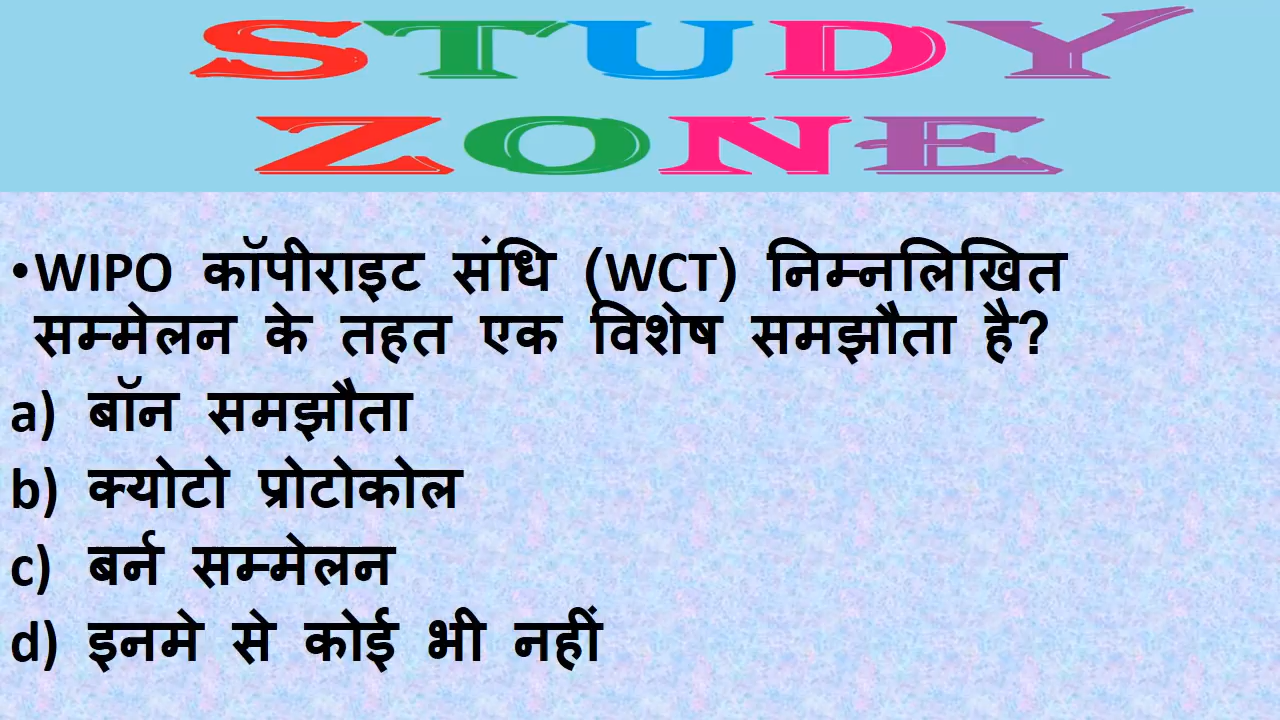 STUDY
ZONE
•WIPO कॉपीराइट संधि (WCT) निम्नलिखित
सम्मेलन के तहत एक विशेष समझौता है?
a) बॉन समझौता
b) क्योटो प्रोटोकोल
c) बर्न सम्मेलन
d) इनमे से कोई भी नहीं